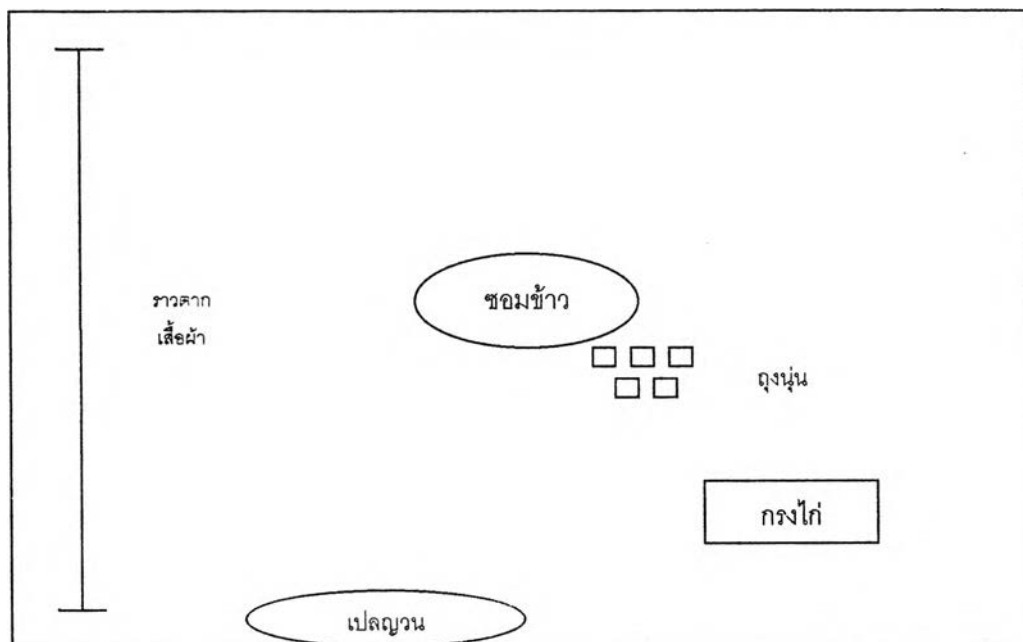 ซอมข้าว
ราวตาก
เสื้อผ้า
ถุงนุ่น
กรงไก่
เปลญวน